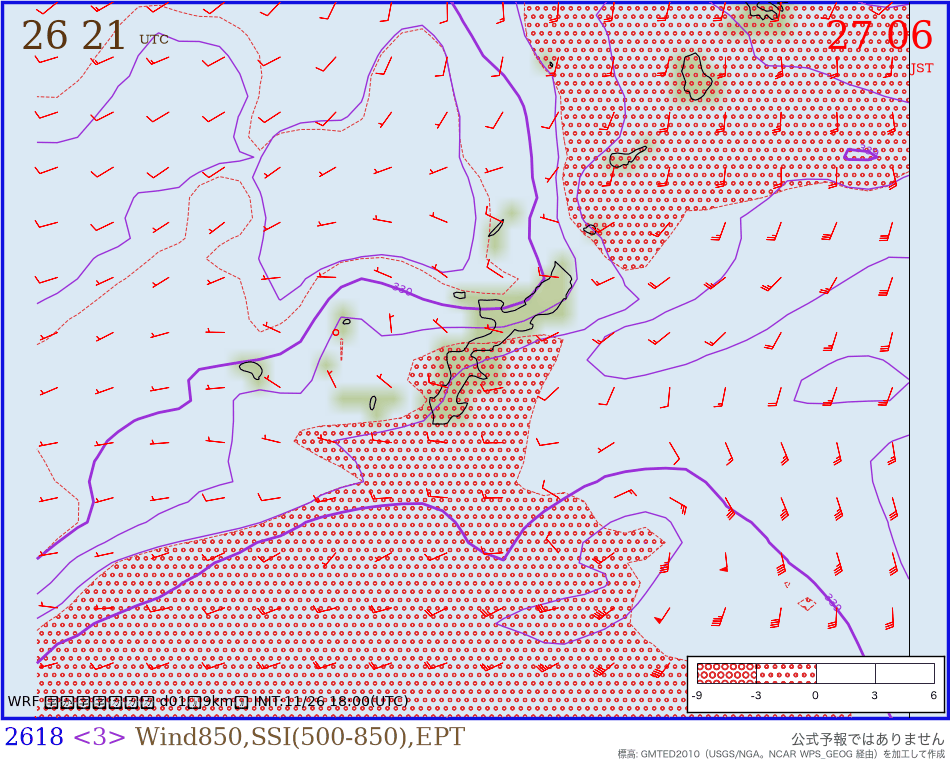 26 21 UTC
27 06
JST
330
330
330
-9 -3 0 3 6
WRF d01 9km INIT:11/26 18:00(UTC)
2618 <3> Wind850,SSI(500-850),EPT
公式予報ではありません
標高: GMTED2010（USGS/NGA。NCAR WPS_GEOG 経由）を加工して作成